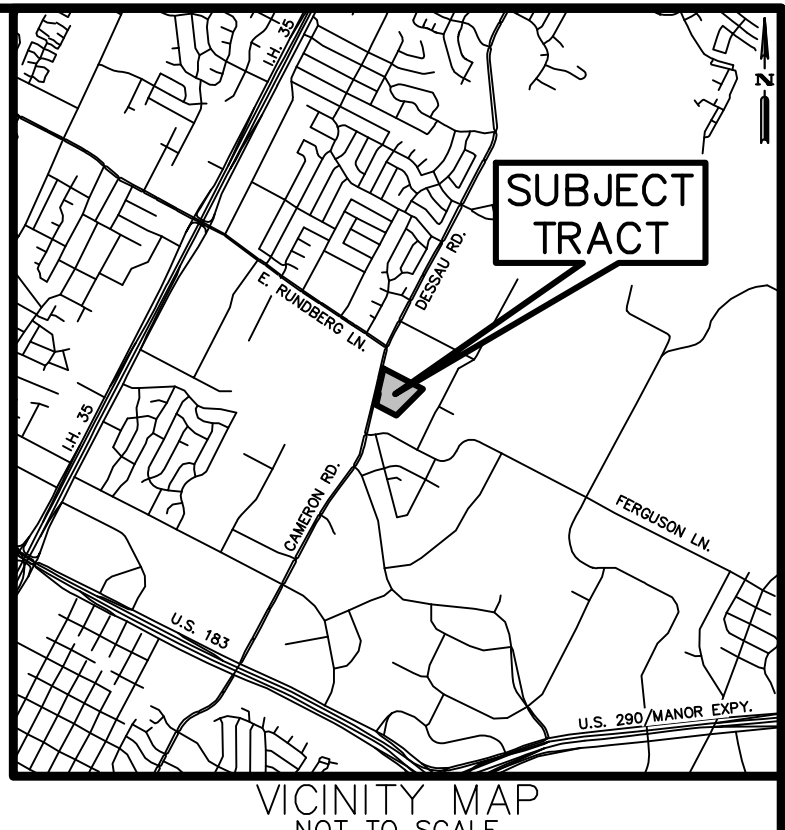 I.H. 35
N
SUBJECT
TRACT
DESSAU RD.
E. RUNDBERG LN.
I.H. 35
CAMERON RD.
FERGUSON LN.
U.S. 183
U.S. 290/MANOR EXPY.
VICINITY MAP
NOT TO SCALE